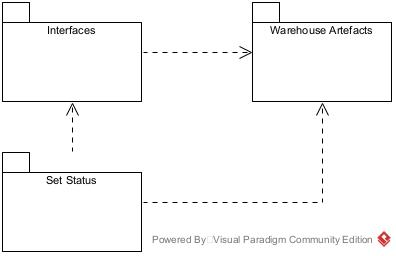 Interfaces
Warehouse Artefacts
Set Status
Powered By Visual Paradigm Community Edition